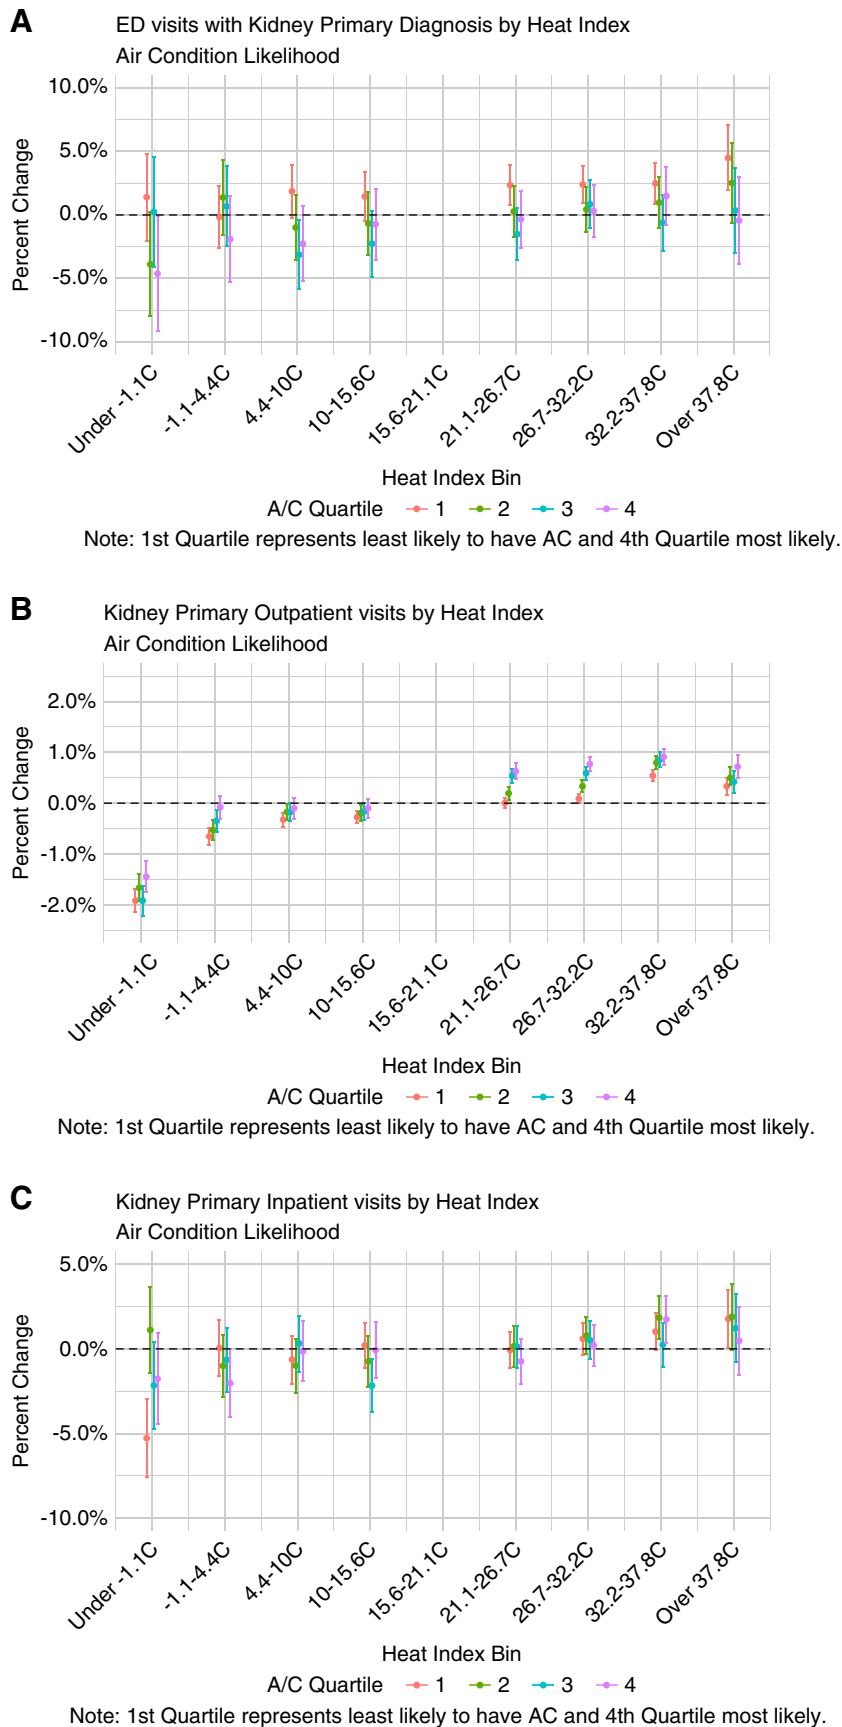 A
ED visits with Kidney Primary Diagnosis by Heat Index
Air Condition Likelihood
Percent Change
10.0%
5.0%
0.0%
-5.0%
-10.0%
Under -1.1C
-1.1-4.4C
4.4-10C
10-15.6C
15.6-21.1C
21.1-26.7C
26.7-32.2C
32.2-37.8C
Over 37.8C
Heat Index Bin
A/C Quartile 1 2 3 4
Note: 1st Quartile represents least likely to have AC and 4th Quartile most likely.
B
Kidney Primary Outpatient visits by Heat Index
Air Condition Likelihood
Percent Change
2.0%
1.0%
0.0%
-1.0%
-2.0%
Under -1.1C
-1.1-4.4C
4.4-10C
10-15.6C
15.6-21.1C
21.1-26.7C
26.7-32.2C
32.2-37.8C
Over 37.8C
Heat Index Bin
A/C Quartile 1 2 3 4
Note: 1st Quartile represents least likely to have AC and 4th Quartile most likely.
C
Kidney Primary Inpatient visits by Heat Index
Air Condition Likelihood
Percent Change
5.0%
0.0%
-5.0%
-10.0%
Under -1.1C
-1.1-4.4C
4.4-10C
10-15.6C
15.6-21.1C
21.1-26.7C
26.7-32.2C
32.2-37.8C
Over 37.8C
Heat Index Bin
A/C Quartile 1 2 3 4
Note: 1st Quartile represents least likely to have AC and 4th Quartile most likely.